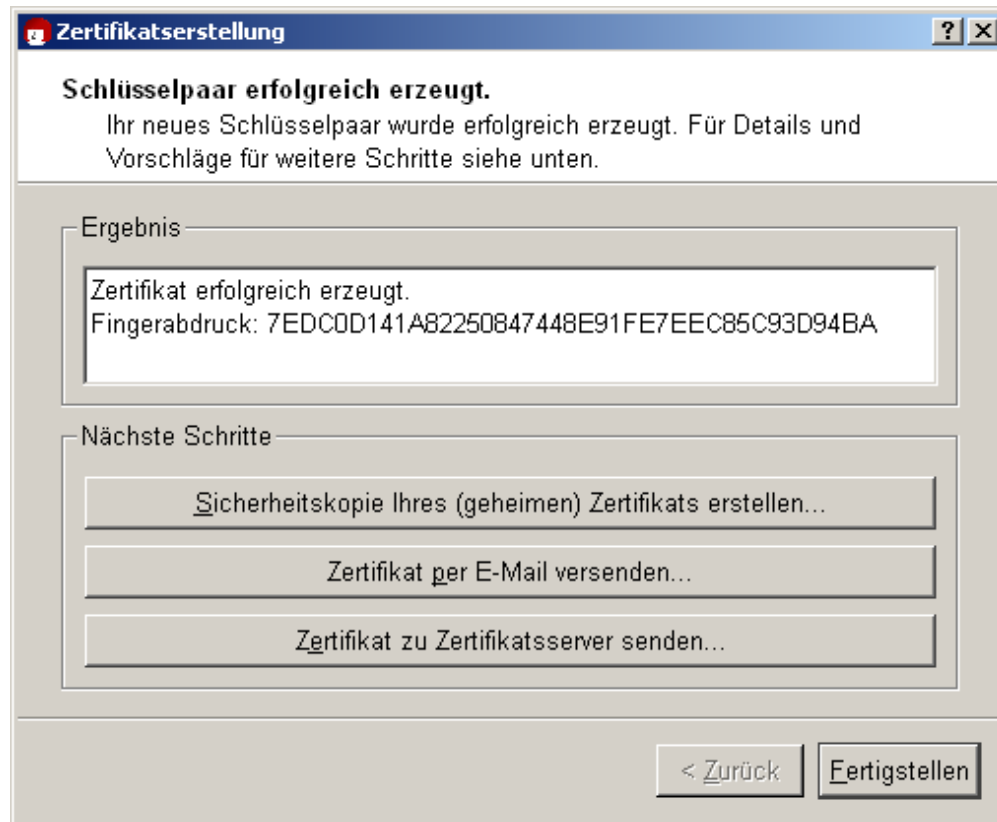 Zertifikatserstellung
Schlüsselpaar erfolgreich erzeugt.
Ihr neues Schlüsselpaar wurde erfolgreich erzeugt. Für Details und
Vorschläge für weitere Schritte siehe unten.
Ergebnis
Zertifikat erfolgreich erzeugt.
Fingerabdruck: 7EDC0D141A82250847448E91FE7EEC85C93D94BA
Nächste Schritte
Sicherheitskopie Ihres (geheimen) Zertifikats erstellen...
Zertifikat per E-Mail versenden...
Zertifikat zu Zertifikatsserver senden...
< Zurück
Fertigstellen